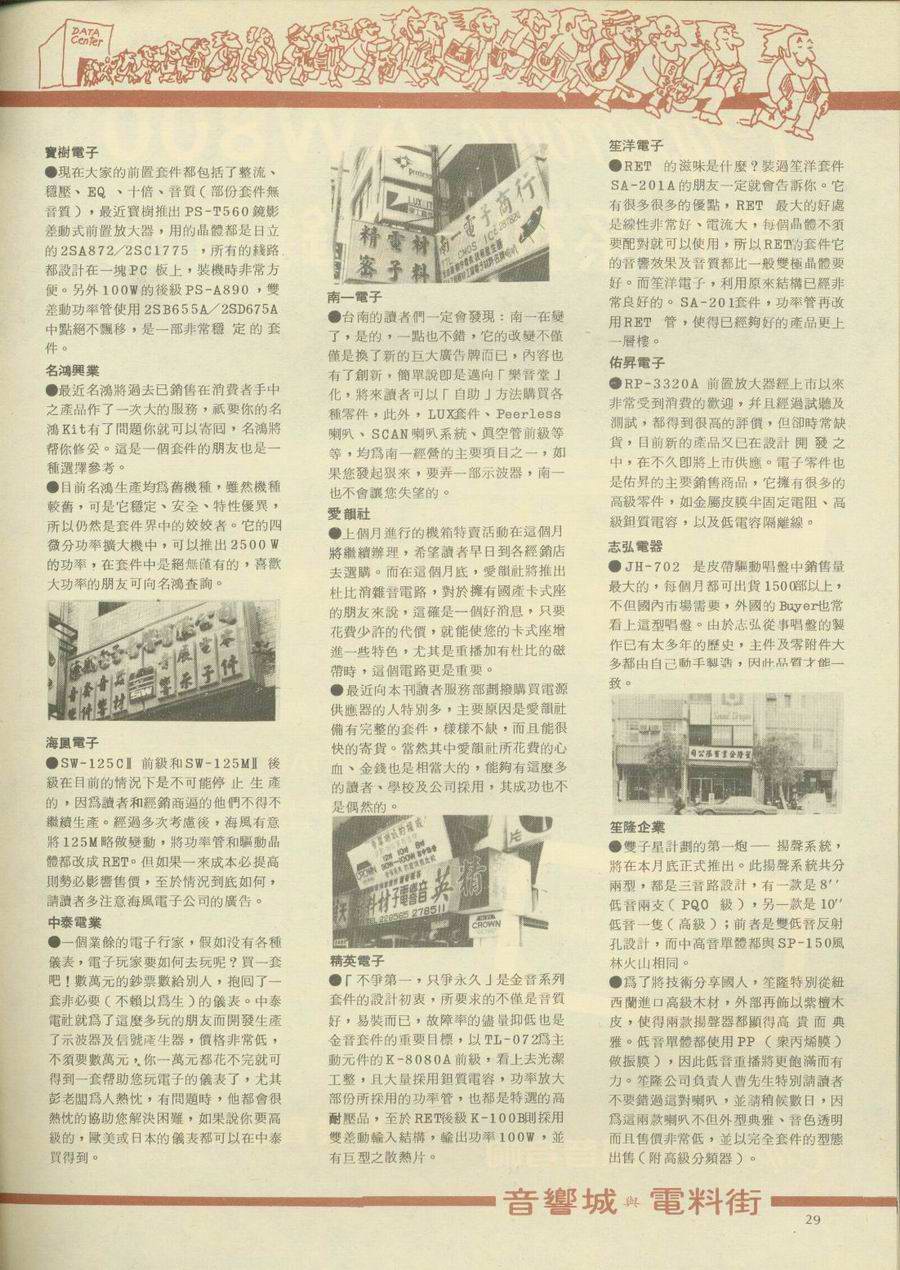 DATA
Center
寶樹電子
●現在大家的前置套件都包括了整流、
穩壓、EQ、十倍、音質(部份套件無
音質),最近寶樹推出PS-T560鏡影
差動式前置放大器,用的晶體都是日立
的2SA872/2SC1775,所有的綫路
都設計在一塊PC 板上,裝機時非常方
便。另外100W的後級PS-A890,雙
差動功率管使用2SB655A/2SD675A
中點絕不飄移,是一部非常穩 定 的 套
件。
名鴻興業
●最近名鴻將過去已銷售在消費者手中
之產品作了一次大的服務,祇要你的名
鴻Kit有了問題你就可以寄回,名鴻將
帮你修妥。這是一個套件的朋友也是一
種選擇參考。
●目前名鴻生產均爲舊機種,雖然機種
較舊,可是它穩定、安全、特性優異,
所以仍然是套件界中的姣姣者。它的四
微分功率擴大機中,可以推出2500W
的功率,在套件中是絕無僅有的,喜歡
大功率的朋友可向名鴻查詢。
SW
海風電子
●SW-125CⅡ 前級和SW-125MⅡ 後
級在目前的情況下是不可能停 止 生 產
的,因爲讀者和經銷商逼的他們不得不
繼續生產。經過多次考慮後,海風有意
將125M略做變動,將功率管和驅動晶
體都改成RET。但如果一來成本必提高
則勢必影響售價,至於情況到底如何,
請讀者多注意海風電子公司的廣告。
中泰電業
●一個業餘的電子行家,假如没有各種
儀表,電子玩家要如何去玩呢?買一套
吧!數萬元的鈔票數給別人,抱回了一
套非必要(不賴以爲生)的儀表。中泰
電社就爲了這麼多玩的朋友而開發生產
了示波器及信號產生器,價格非常低,
不須要數萬元,你一萬元都花不完就可
得到一套帮助您玩電子的儀表了,尤其
彭老闆爲人熱忱,有問題時,他都會很
熱忱的協助您解決困難,如果說你要高
級的,歐美或日本的儀表都可以在中泰
買得到。
LUX
南一電子商行
精電材
密子料
CMOS
南一電子
●台南的讀者們一定會發現:南一在變
了,是的,一點也不錯,它的改變不僅
僅是換了新的巨大廣告牌而已,內容也
有了創新,簡單說卽是邁向「樂音堂」
化,將來讀者可以「自助」方法購買各
種零件,此外,LUX套件、Peerless
喇叭、SCAN喇叭系統、眞空管前級等
等,均爲南一經營的主要項目之一,如
果您發起狠來,要弄一部示波器,南一
也不會讓您失望的。
愛韻社
●上個月進行的機箱特賣活動在這個月
將繼續辦理,希望讀者早日到各經銷店
去選購。而在這個月底,愛韻社將推出
杜比消雜音電路,對於擁有國產卡式座
的朋友來說,這確是一個好消息,只要
花費少許的代價,就能使您的卡式座增
進一些特色,尤其是重播加有杜比的磁
帶時,這個電路更是重要。
●最近向本刊讀者服務部劃撥購買電源
供應器的人特別多,主要原因是愛韻社
備有完整的套件,樣樣不缺,而且能很
快的寄貨。當然其中愛韻社所花費的心
血、金錢也是相當大的,能夠有這麼多
的讀者、學校及公司採用,其成功也不
是偶然的。
CROWN
料材子電響音英精
TEL 228565 278511
片
CROWN
精英電子
●「不爭第一,只爭永久」是金音系列
套件的設計初衷,所要求的不僅是音質
好,易裝而已,故障率的儘量抑低也是
金音套件的重要目標,以TL-072爲主
動元件的K-8080A前級,看上去光潔
工整,且大量採用鉭質電容,功率放大
部份所採用的功率管,也都是特選的高
耐壓品,至於RET後級K-100B則採用
雙差動輸入結構,輸出功率100W,並
有巨型之散熱片。
笙洋電子
●RET 的滋味是什麼?裝過笙洋套件
SA-201A的朋友一定就會告訴你。它
有很多很多的優點,RET 最大的好處
是線性非常好、電流大,每個晶體不須
要配對就可以使用,所以RET的套件它
的音響效果及音質都比一般雙極晶體要
好。而笙洋電子,利用原來結構已經非
常良好的。SA-201套件,功率管再改
用RET 管,使得已經夠好的產品更上
一層樓。
佑昇電子
●RP-3320A 前置放大器經上市以來
非常受到消費的歡迎,幷且經過試聽及
測試,都得到很高的評價,但卻時常缺
貨,目前新的產品又已在設計 開 發 之
中,在不久卽將上市供應。電子零件也
是佑昇的主要銷售商品,它擁有很多的
高級零件,如金屬皮膜半固定電阻、高
級鉭質電容,以及低電容隔離線。
志弘電器
●JH-702 是皮帶驅動唱盤中銷售量
最大的,每個月都可出貨1500部以上,
不但國內市場需要,外國的Buyer也常
看上這型唱盤。由於志弘從事唱盤的製
作已有太多年的歷史,主件及零附件大
多都由自己動手製造,因此品質才能一
致。
Sound Dragon
司公限有業實金隆笙
笙隆企業
●雙子星計劃的第一炮── 揚聲系統,
將在本月底正式推出。此揚聲系統共分
兩型,都是三音路設計,有一款是8″
低音兩支(PQO 級),另一款是10″
低音一隻(高級);前者是雙低音反射
孔設計,而中高音單體都與SP-150風
林火山相同。
●爲了將技術分享國人,笙隆特別從紐
西蘭進口高級木材,外部再飾以紫檀木
皮,使得兩款揚聲器都顯得高 貴 而 典
雅。低音單體都使用PP(衆丙烯膜)
做振膜),因此低音重播將更飽滿而有
力。笙隆公司負責人曹先生特別請讀者
不要錯過這對喇叭,並請稍候數日,因
爲這兩款喇叭不但外型典雅、音色透明
而且售價非常低,並以完全套件的型態
出售(附高級分頻器)。
音響城與電料街
29